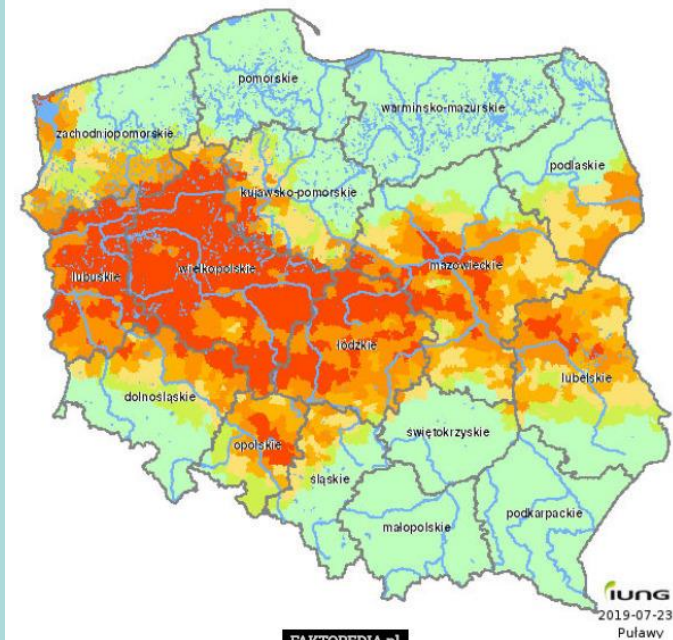 pomorskie
warmińsko-mazurskie
zachodniopomorskie
podlaskie
kujawsko-pomorskie
mazowieckie
wielkopolskie
lubuskie
łódzkie
lubelskie
dolnośląskie
świętokrzyskie
opolskie
śląskie
podkarpackie
małopolskie
IUNG
2019-07-23
Puławy
FAKTOPEDIA.pl